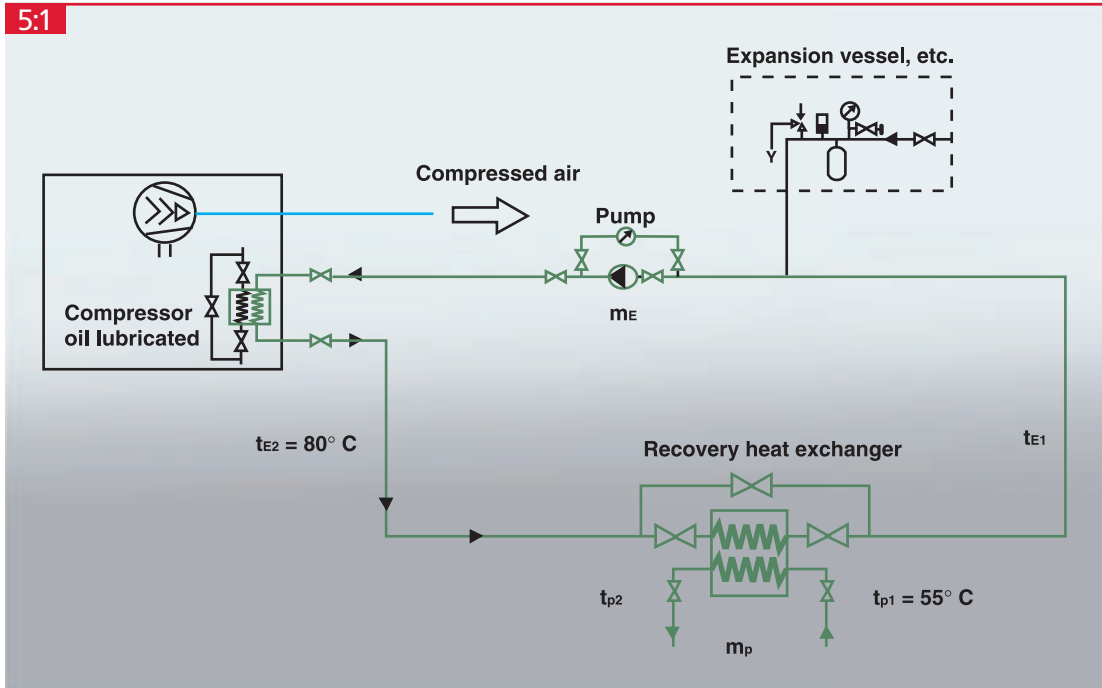 5:1
Expansion vessel, etc.
Y
Compressed air
Pump
mE
Compressor
oil lubricated
tE2 = 80° C
tE1
Recovery heat exchanger
tp2
tp1 = 55° C
mp